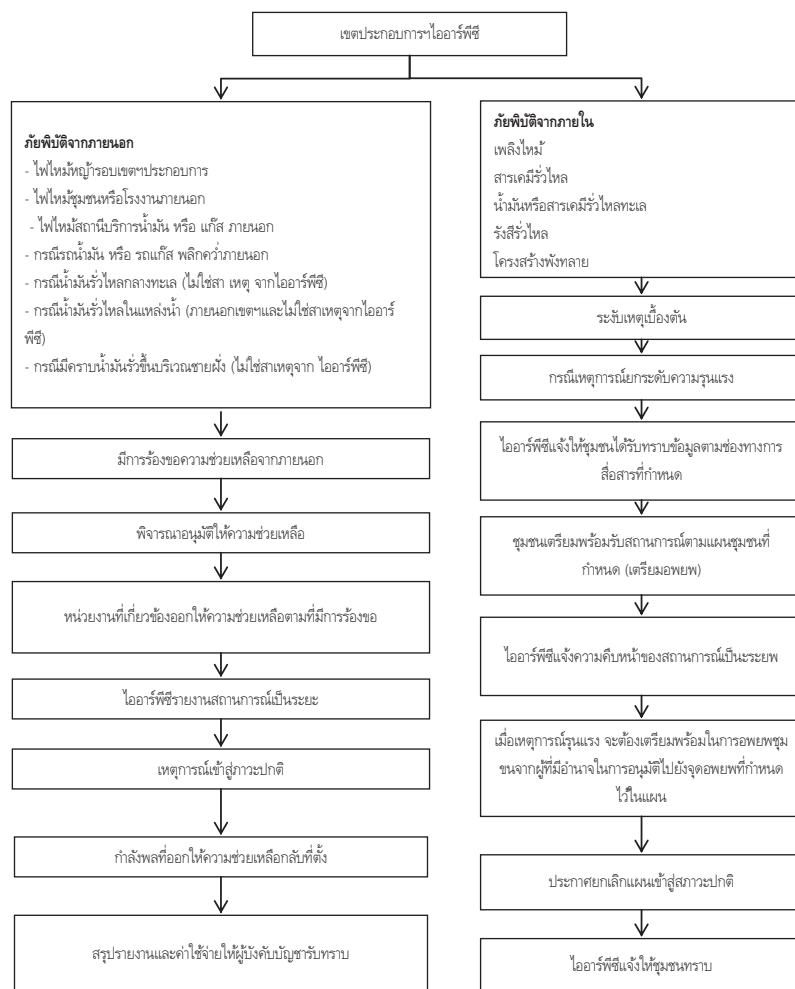 เขตประกอบการฯไออาร์พีซี
ภัยพิบัติจากภายนอก
- ไฟไหม้หญ้ารอบเขตฯประกอบการ
- ไฟไหม้ชุมชนหรือโรงงานภายนอก
- ไฟไหม้สถานีบริการน้ำมัน หรือ แก๊ส ภายนอก
- กรณีรถน้ำมัน หรือ รถแก๊ส พลิกคว่ำภายนอก
- กรณีน้ำมันรั่วไหลกลางทะเล (ไม่ใช่สา เหตุ จากไออาร์พีซี)
- กรณีน้ำมันรั่วไหลในแหล่งน้ำ (ภายนอกเขตฯและไม่ใช่สาเหตุจากไออาร์
พีซี)
- กรณีมีคราบน้ำมันรั่วขึ้นบริเวณชายฝั่ง (ไม่ใช่สาเหตุจาก ไออาร์พีซี)
มีการร้องขอความช่วยเหลือจากภายนอก
พิจารณาอนุมัติให้ความช่วยเหลือ
หน่วยงานที่เกี่ยวข้องออกให้ความช่วยเหลือตามที่มีการร้องขอ
ไออาร์พีซีรายงานสถานการณ์เป็นระยะ
เหตุการณ์เข้าสู่ภาวะปกติ
กำลังพลที่ออกให้ความช่วยเหลือกลับที่ตั้ง
สรุปรายงานและค่าใช้จ่ายให้ผู้บังคับบัญชารับทราบ
ภัยพิบัติจากภายใน
เพลิงไหม้
สารเคมีรั่วไหล
น้ำมันหรือสารเคมีรั่วไหลทะเล
รังสีรั่วไหล
โครงสร้างพังทลาย
ระงับเหตุเบื้องต้น
กรณีเหตุการณ์ยกระดับความรุนแรง
ไออาร์พีซีแจ้งให้ชุมชนได้รับทราบข้อมูลตามช่องทางการ
สื่อสารที่กำหนด
ชุมชนเตรียมพร้อมรับสถานการณ์ตามแผนชุมชนที่
กำหนด (เตรียมอพยพ)
ไออาร์พีซีแจ้งความคืบหน้าของสถานการณ์เป็นะระยพ
เมื่อเหตุการณ์รุนแรง จะต้องเตรียมพร้อมในการอพยพชุม
ชนจากผู้ที่มีอำนาจในการอนุมัติไปยังจุดอพยพที่กำหนด
ไว้ในแผน
ประกาศยกเลิกแผนเข้าสู่สภาวะปกติ
ไออาร์พีซีแจ้งให้ชุมชนทราบ